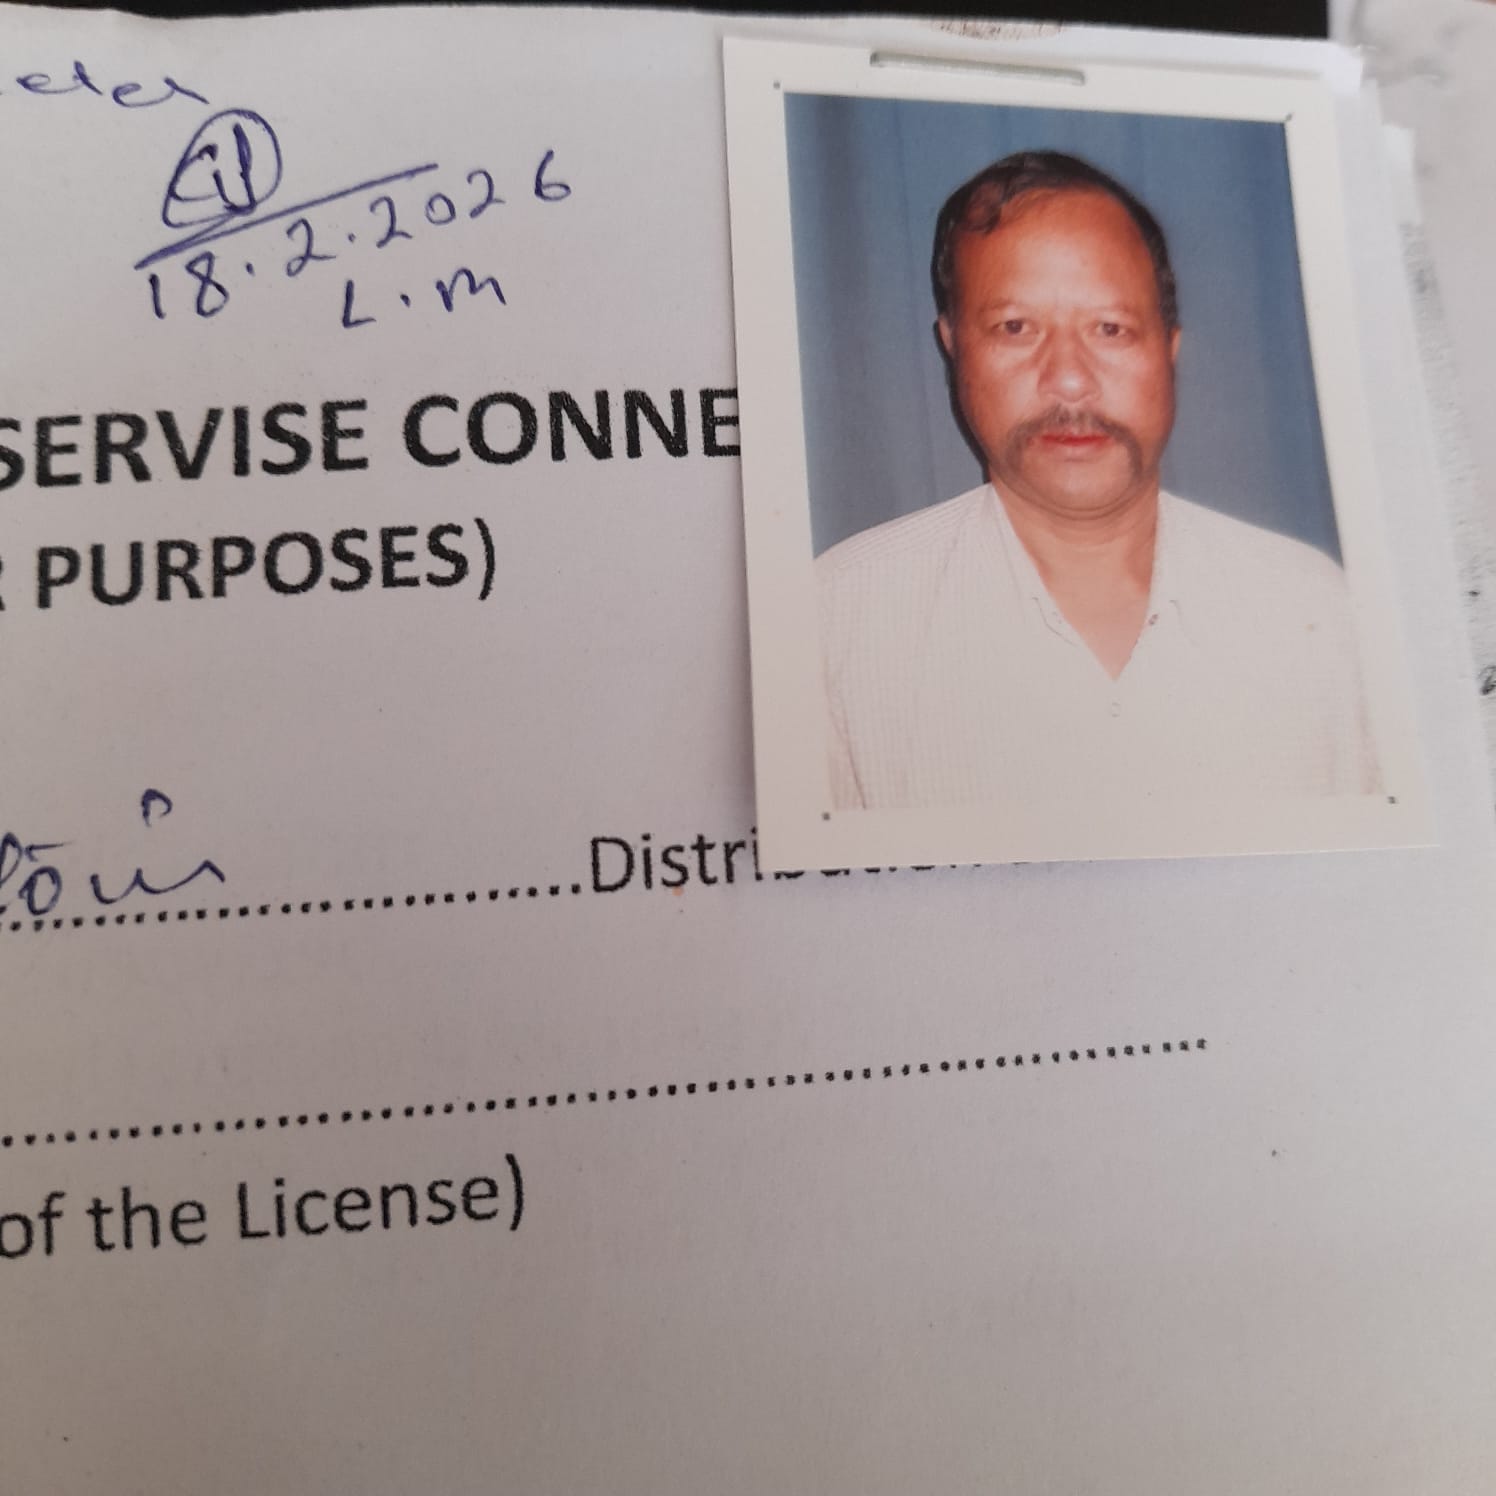 18.2.2026
L.M
SERVISE CONNE
PURPOSES)
....................................Distri
................................................................
of the License)